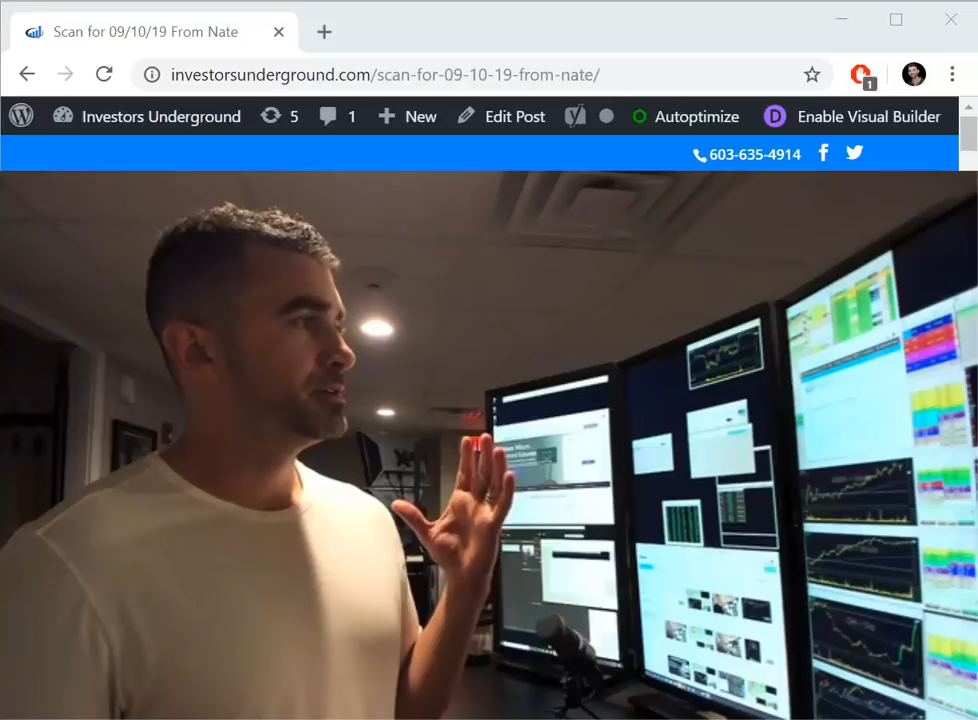 Scan for 09/10/19 From Nate
investorsunderground.com/scan-for-09-10-19-from-nate/
1
Investors Underground 5 1 New Edit Post Autoptimize D Enable Visual Builder
603-635-4914